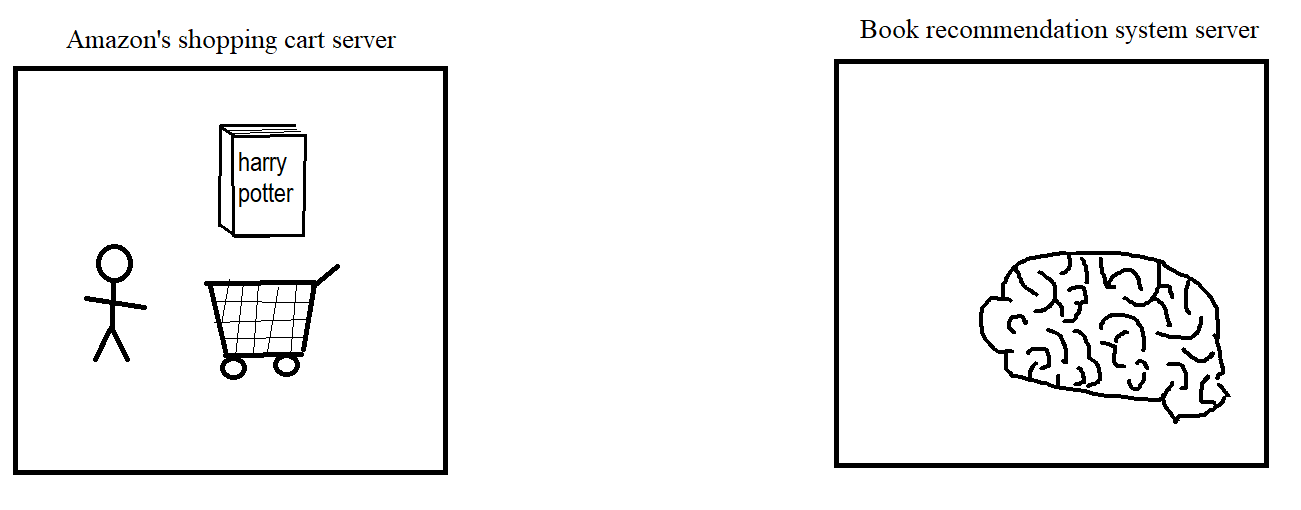 Amazon's shopping cart server
Book recommendation system server
harry
potter